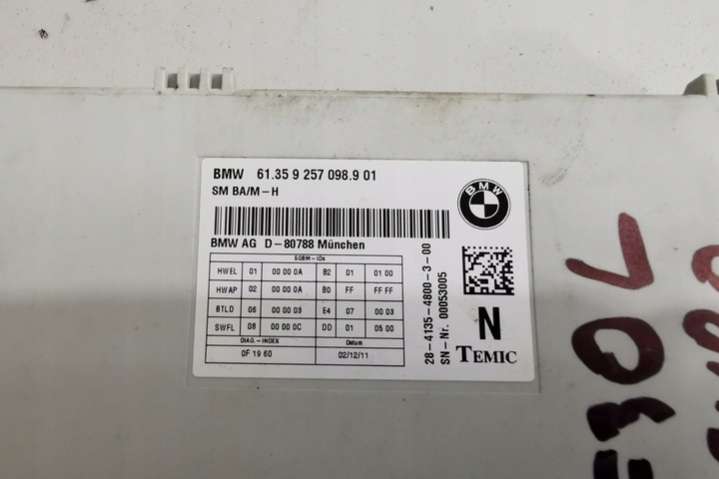 BMW 61.35 9 257 098.9 01
SM BA/M-H
BMW
BMW AG D-80788 München
SGBM-IDs
HWEL 01 00 00 0A B2 01 01 00
HWAP 02 00 00 0A B0 FF FF FF
BTLD 06 00 00 03 E4 07 00 03
SWFL 08 00 00 0C DD 01 05 00
DIAG.-INDEX Datum
0F 19 60 02/12/11
28-4135-4800-3-00
SN-Nr. 00053005
N
TEMIC